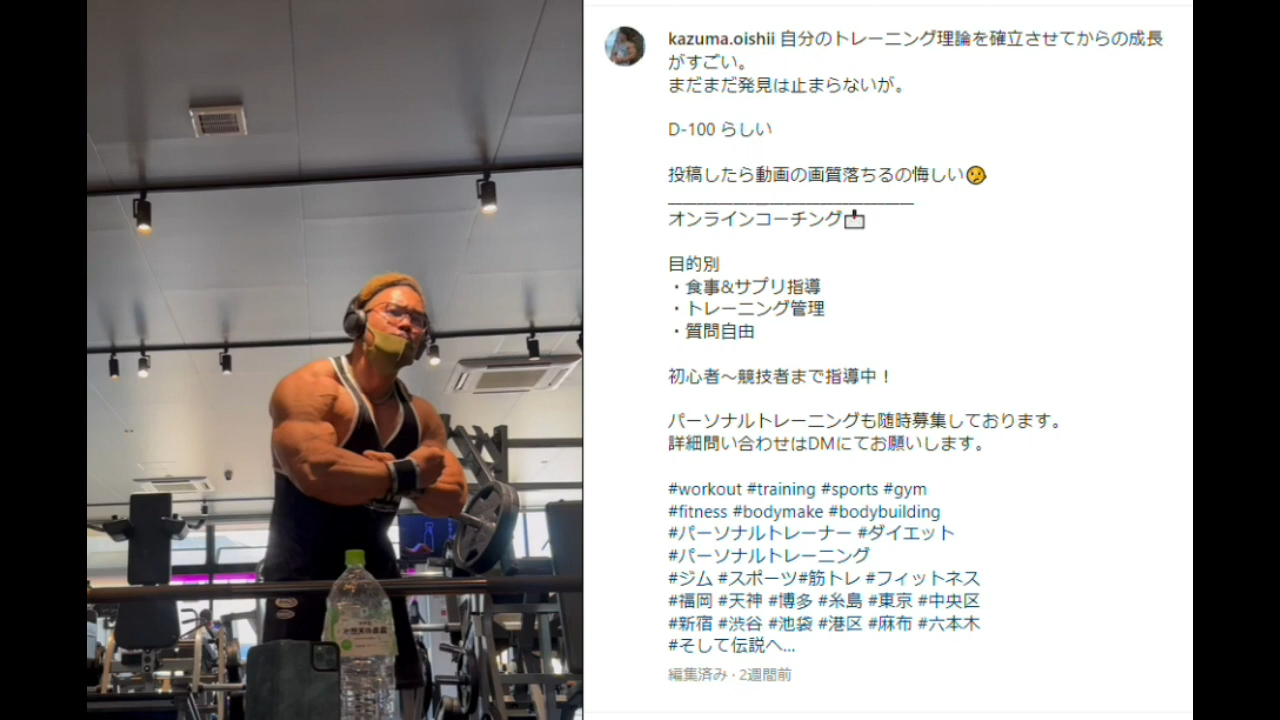 kazuma.oishii 自分のトレーニング理論を確立させてからの成長
がすごい。
まだまだ発見は止まらないが。
D-100 らしい
投稿したら動画の画質落ちるの悔しい
オンラインコーチング
目的別
・食事&サプリ指導
・トレーニング管理
・質問自由
初心者〜競技者まで指導中！
パーソナルトレーニングも随時募集しております。
詳細問い合わせはDMにてお願いします。
#workout #training #sports #gym
#fitness #bodymake #bodybuilding
#パーソナルトレーナー #ダイエット
#パーソナルトレーニング
#ジム #スポーツ#筋トレ #フィットネス
#福岡 #天神 #博多 #糸島 #東京 #中央区
#新宿 #渋谷 #池袋 #港区 #麻布 #六本木
#そして伝説へ...
編集済み · 2週間前